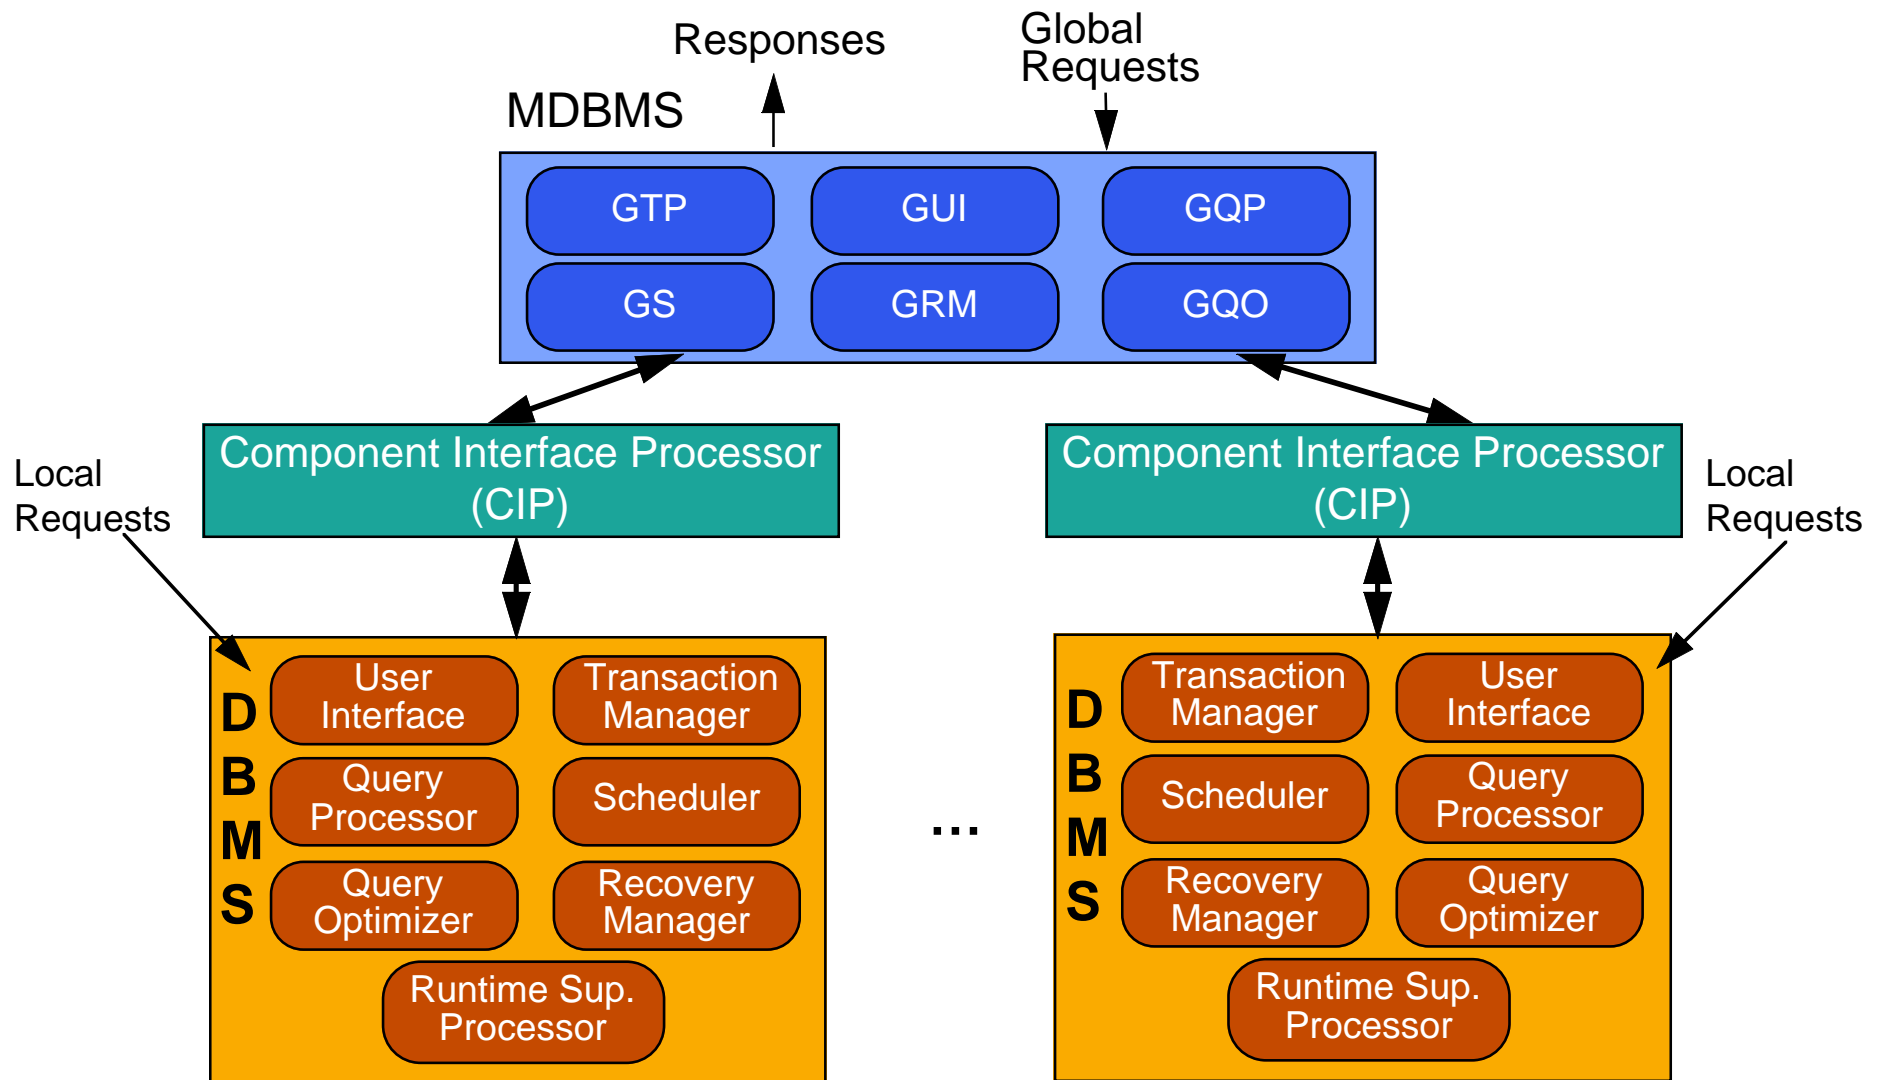 Responses
Global
Requests
MDBMS
GTP
GUI
GQP
GS
GRM
GQO
Component Interface Processor
(CIP)
Component Interface Processor
(CIP)
Local
Requests
Local
Requests
D
B
M
S
User
Interface
Transaction
Manager
Query
Processor
Scheduler
Query
Optimizer
Recovery
Manager
Runtime Sup.
Processor
...
D
B
M
S
Transaction
Manager
User
Interface
Scheduler
Query
Processor
Recovery
Manager
Query
Optimizer
Runtime Sup.
Processor